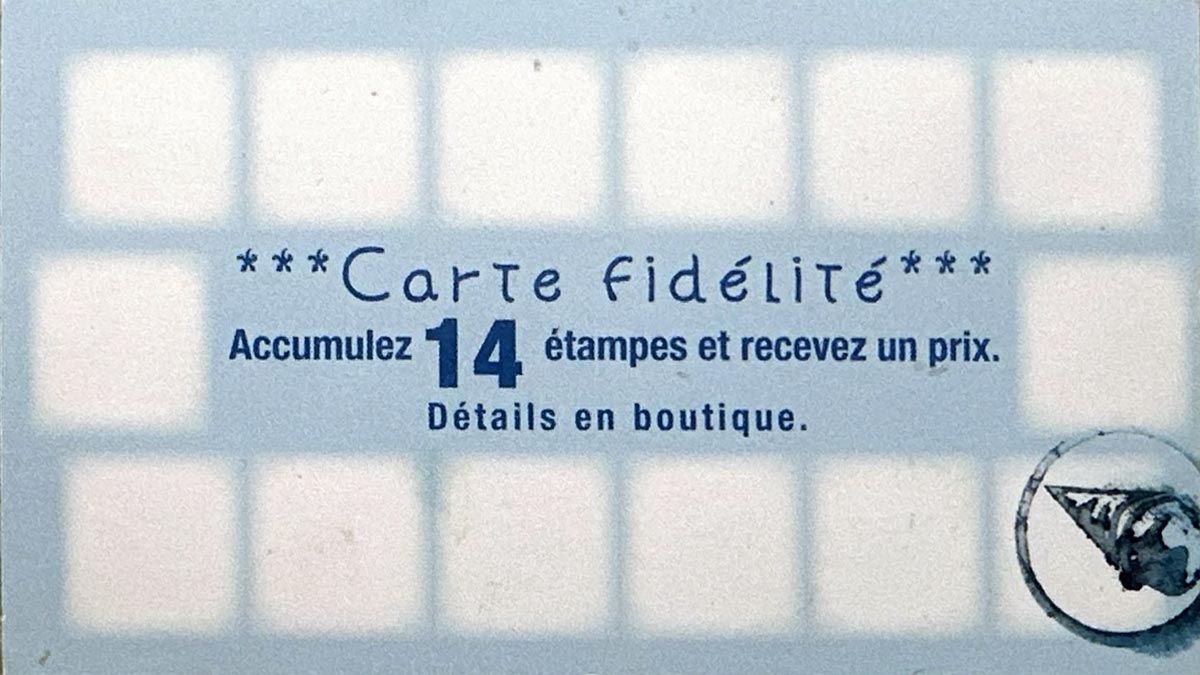 ***Carte fidélité***
Accumulez 14 étampes et recevez un prix.
Détails en boutique.